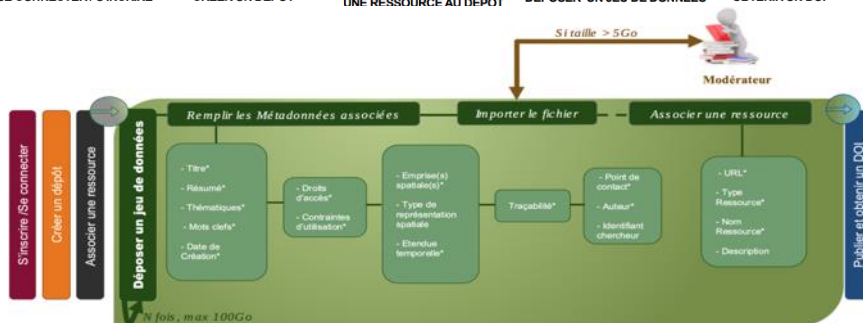 UNE RESSOURCE AU DÉPÔT
Si taille > 5Go
Modérateur
S'inscrire /Se connecter
Créer un dépôt
Associer une ressource
Déposer un jeu de données
Remplir les Métadonnées associées
Importer le fichier
Associer une ressource
- Titre*
- Résumé*
- Thématiques*
- Mots clefs*
- Date de
Création*
- Droits
d'accès*
- Contraintes
d'utilisation*
- Emprise(s)
spatiale(s)*
- Type de
représentation
spatiale
- Etendue
temporelle*
Traçabilité*
- Point de
contact*
- Auteur*
- Identifiant
chercheur
- URL*
- Type
Ressource*
- Nom
Ressource*
- Description
Publier et obtenir un DOI
N fois, max 100Go